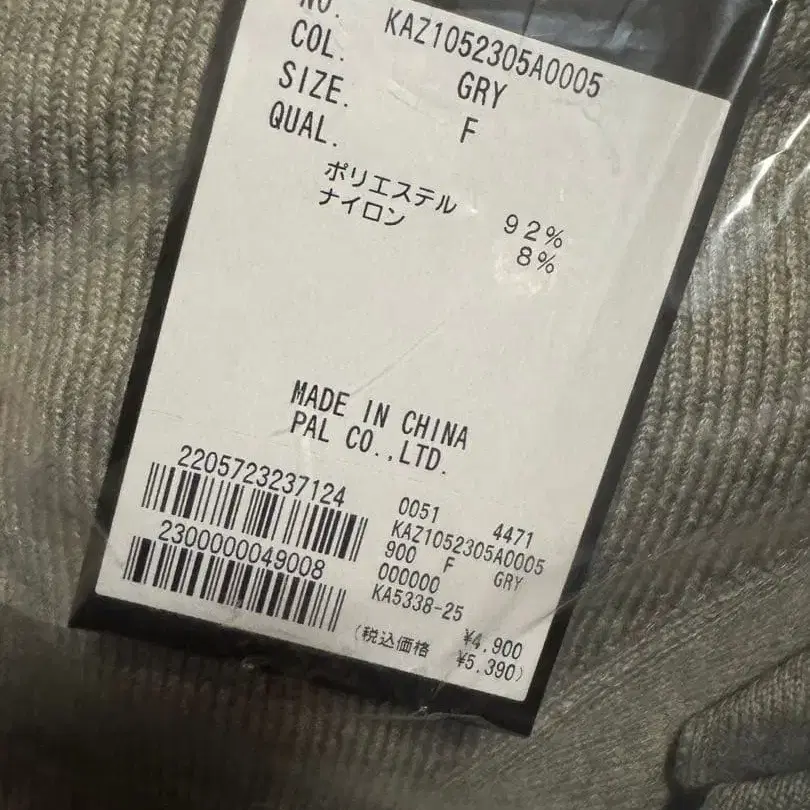 NO. KAZ1052305A0005
COL. GRY
SIZE. F
QUAL.
ポリエステル 92%
ナイロン 8%
MADE IN CHINA
PAL CO.,LTD.
2205723237124
2300000049008
0051 4471
KAZ1052305A0005
900 F GRY
000000
KA5338-25
¥4.900
(税込価格 ¥5.390)